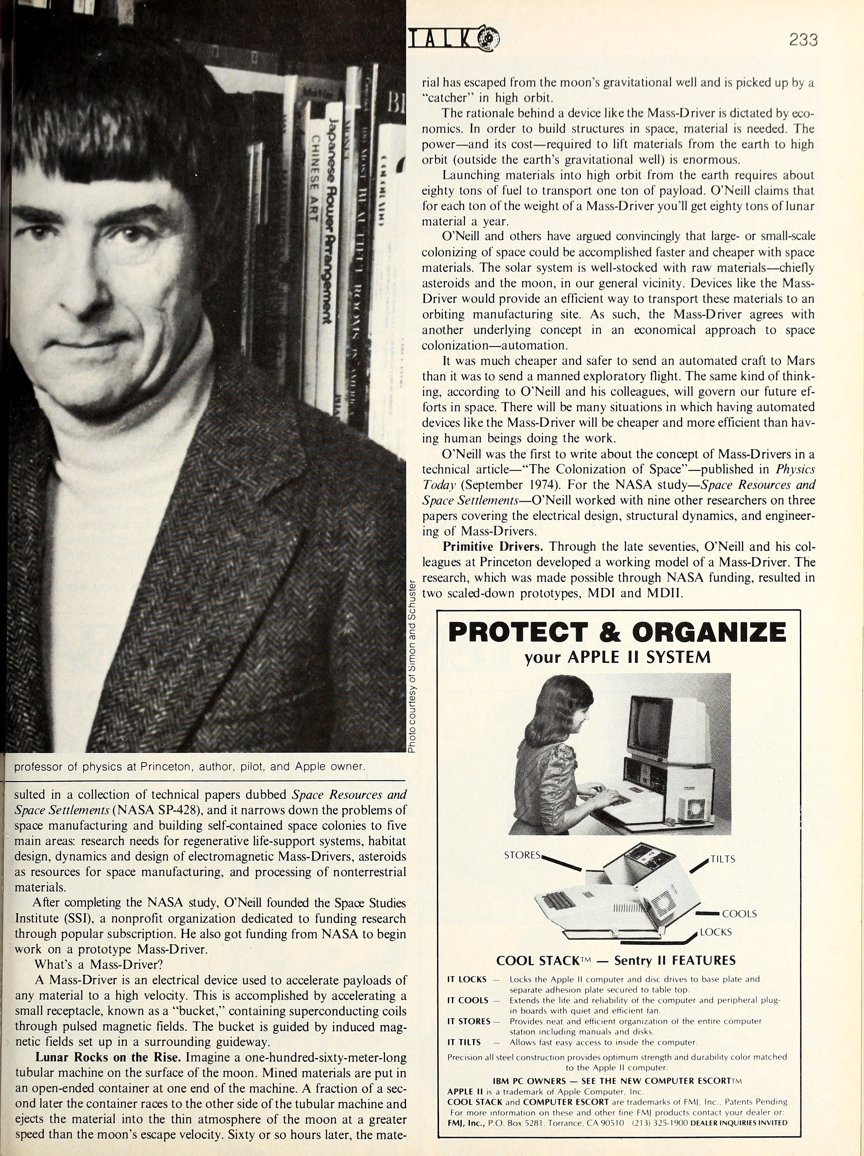 TALK
233
BI
MONET
COLORADO
Japanese Flower Arrangement
CHINESE ART
Photo courtesy of Simon and Schuster
professor of physics at Princeton, author, pilot, and Apple owner.
sulted in a collection of technical papers dubbed Space Resources and
Space Settlements (NASA SP-428), and it narrows down the problems of
space manufacturing and building self-contained space colonies to five
main areas: research needs for regenerative life-support systems, habitat
design, dynamics and design of electromagnetic Mass-Drivers, asteroids
as resources for space manufacturing, and processing of nonterrestrial
materials.
After completing the NASA study, O'Neill founded the Space Studies
Institute (SSI), a nonprofit organization dedicated to funding research
through popular subscription. He also got funding from NASA to begin
work on a prototype Mass-Driver.
What's a Mass-Driver?
A Mass-Driver is an electrical device used to accelerate payloads of
any material to a high velocity. This is accomplished by accelerating a
small receptacle, known as a "bucket," containing superconducting coils
through pulsed magnetic fields. The bucket is guided by induced mag-
netic fields set up in a surrounding guideway.
Lunar Rocks on the Rise. Imagine a one-hundred-sixty-meter-long
tubular machine on the surface of the moon. Mined materials are put in
an open-ended container at one end of the machine. A fraction of a sec-
ond later the container races to the other side of the tubular machine and
ejects the material into the thin atmosphere of the moon at a greater
speed than the moon's escape velocity. Sixty or so hours later, the mate-
rial has escaped from the moon's gravitational well and is picked up by a
"catcher" in high orbit.
The rationale behind a device like the Mass-Driver is dictated by eco-
nomics. In order to build structures in space, material is needed. The
power—and its cost—required to lift materials from the earth to high
orbit (outside the earth's gravitational well) is enormous.
Launching materials into high orbit from the earth requires about
eighty tons of fuel to transport one ton of payload. O'Neill claims that
for each ton of the weight of a Mass-Driver you'll get eighty tons of lunar
material a year.
O'Neill and others have argued convincingly that large- or small-scale
colonizing of space could be accomplished faster and cheaper with space
materials. The solar system is well-stocked with raw materials—chiefly
asteroids and the moon, in our general vicinity. Devices like the Mass-
Driver would provide an efficient way to transport these materials to an
orbiting manufacturing site. As such, the Mass-Driver agrees with
another underlying concept in an economical approach to space
colonization—automation.
It was much cheaper and safer to send an automated craft to Mars
than it was to send a manned exploratory flight. The same kind of think-
ing, according to O'Neill and his colleagues, will govern our future ef-
forts in space. There will be many situations in which having automated
devices like the Mass-Driver will be cheaper and more efficient than hav-
ing human beings doing the work.
O'Neill was the first to write about the concept of Mass-Drivers in a
technical article—"The Colonization of Space"—published in Physics
Today (September 1974). For the NASA study—Space Resources and
Space Settlements—O'Neill worked with nine other researchers on three
papers covering the electrical design, structural dynamics, and engineer-
ing of Mass-Drivers.
Primitive Drivers. Through the late seventies, O'Neill and his col-
leagues at Princeton developed a working model of a Mass-Driver. The
research, which was made possible through NASA funding, resulted in
two scaled-down prototypes, MDI and MDII.
PROTECT & ORGANIZE
your APPLE II SYSTEM
STORES
TILTS
COOLS
LOCKS
COOL STACK™ — Sentry II FEATURES
IT LOCKS — Locks the Apple II computer and disc drives to base plate and
separate adhesion plate secured to table top.
IT COOLS — Extends the life and reliability of the computer and peripheral plug-
in boards with quiet and efficient fan.
IT STORES — Provides neat and efficient organization of the entire computer
station including manuals and disks.
IT TILTS — Allows fast easy access to inside the computer.
Precision all steel construction provides optimum strength and durability color matched
to the Apple II computer.
IBM PC OWNERS — SEE THE NEW COMPUTER ESCORT™
APPLE II is a trademark of Apple Computer, Inc.
COOL STACK and COMPUTER ESCORT are trademarks of FMJ, Inc., Patents Pending
For more information on these and other fine FMJ products contact your dealer or:
FMJ, Inc., P.O. Box 5281, Torrance, CA 90510 (213) 325-1900 DEALER INQUIRIES INVITED